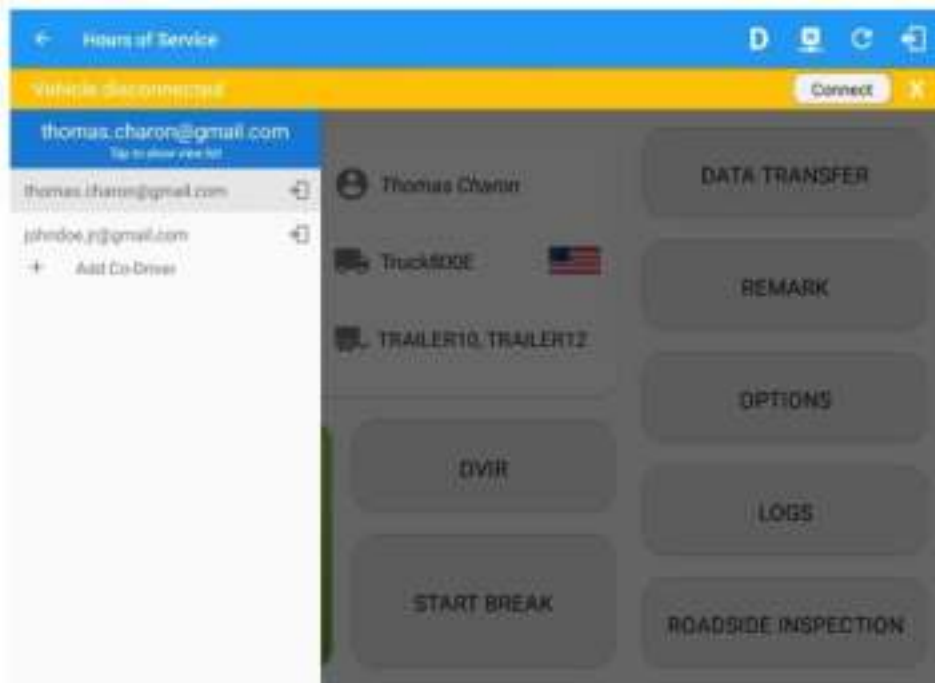 Hours of Service
D
Vehicle disconnected
Connect
X
thomas.charon@gmail.com
Tap to show view list
thomas.charon@gmail.com
johndoe.jr@gmail.com
+ Add Co-Driver
Thomas Charon
Truck800E
TRAILER10, TRAILER12
DVIR
START BREAK
DATA TRANSFER
REMARK
OPTIONS
LOGS
ROADSIDE INSPECTION